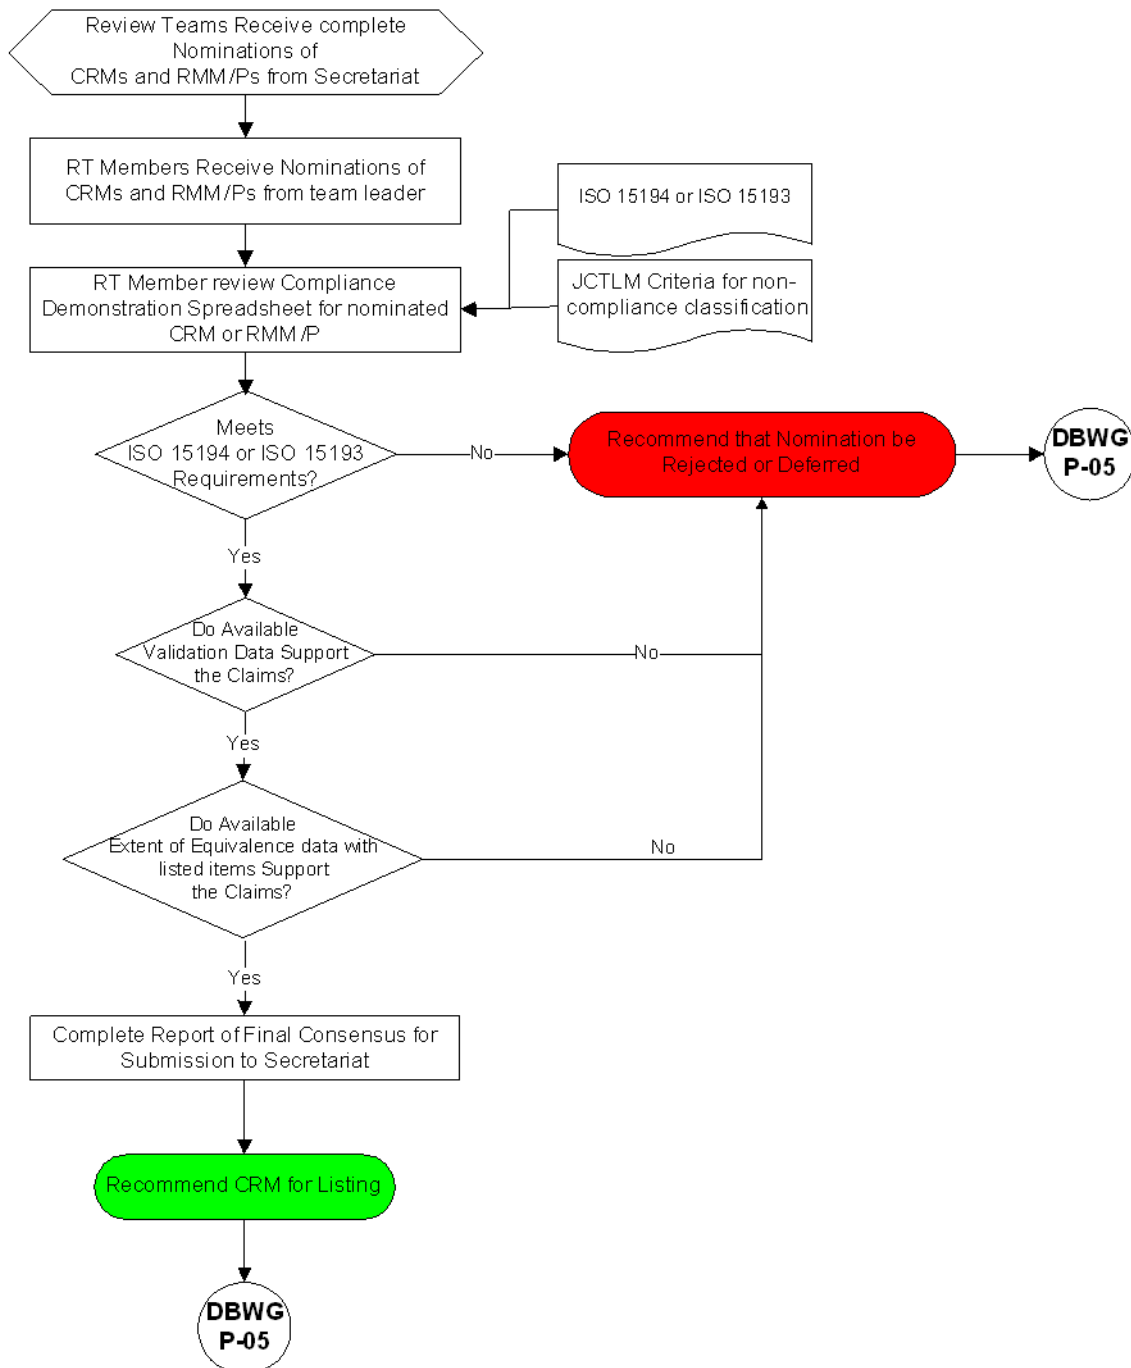 Review Teams Receive complete
Nominations of
CRMs and RMM/Ps from Secretariat
RT Members Receive Nominations of
CRMs and RMM/Ps from team leader
ISO 15194 or ISO 15193
RT Member review Compliance
Demonstration Spreadsheet for nominated
CRM or RMM/P
JCTLM Criteria for non-
compliance classification
Meets
ISO 15194 or ISO 15193
Requirements?
No
Recommend that Nomination be
Rejected or Deferred
DBWG
P-05
Yes
Do Available
Validation Data Support
the Claims?
No
Yes
Do Available
Extent of Equivalence data with
listed items Support
the Claims?
No
Yes
Complete Report of Final Consensus for
Submission to Secretariat
Recommend CRM for Listing
DBWG
P-05